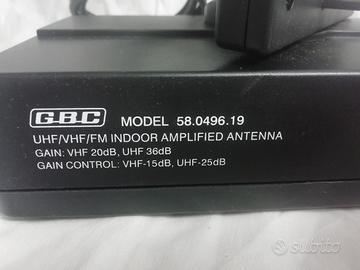 GBC MODEL 58.0496.19
UHF/VHF/FM INDOOR AMPLIFIED ANTENNA
GAIN: VHF 20dB, UHF 36dB
GAIN CONTROL: VHF-15dB, UHF-25dB
subito